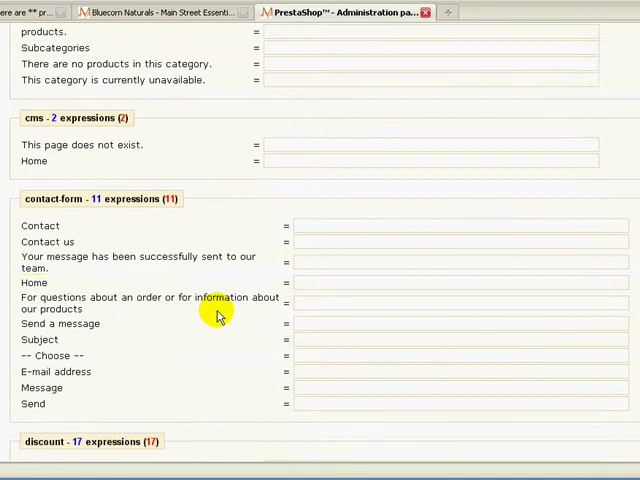 ere are ** pr...
Bluecorn Naturals - Main Street Essenti...
PrestaShop™ - Administration pa...
products. =
Subcategories =
There are no products in this category. =
This category is currently unavailable. =
cms - 2 expressions (2)
This page does not exist. =
Home =
contact-form - 11 expressions (11)
Contact =
Contact us =
Your message has been successfully sent to our
team. =
Home =
For questions about an order or for information about
our products =
Send a message =
Subject =
-- Choose -- =
E-mail address =
Message =
Send =
discount - 17 expressions (17)